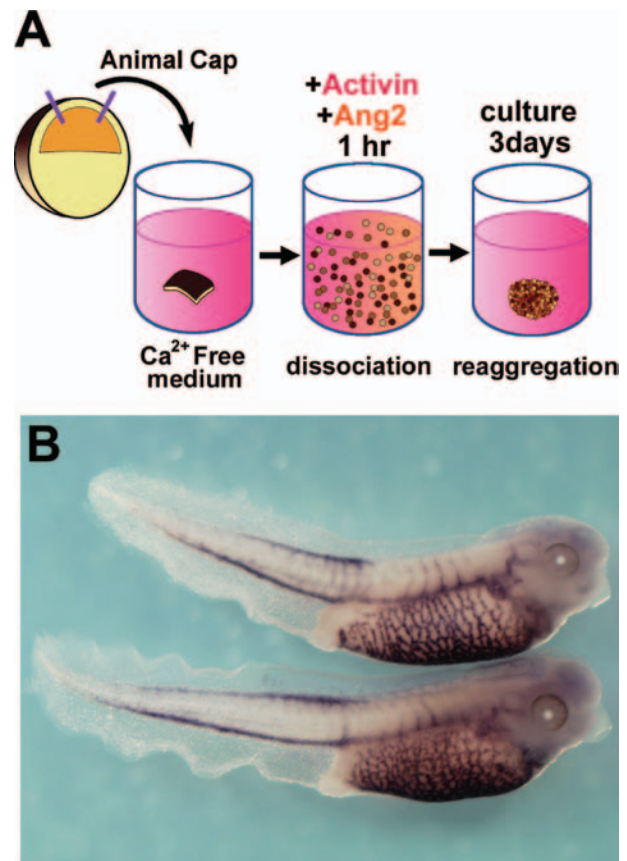 A
Animal Cap
+Activin
+Ang2
1 hr
culture
3days
Ca²⁺ Free
medium
dissociation
reaggregation
B